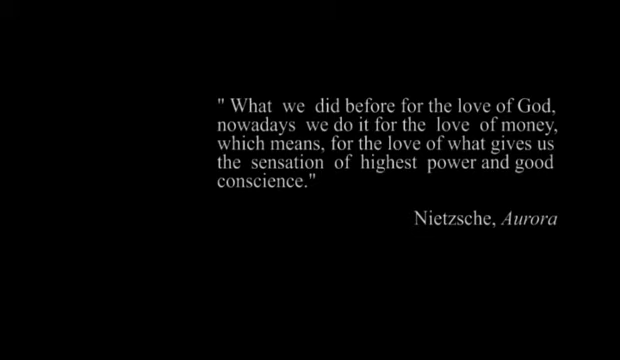 " What we did before for the love of God,
nowadays we do it for the love of money,
which means, for the love of what gives us
the sensation of highest power and good
conscience."
Nietzsche, Aurora